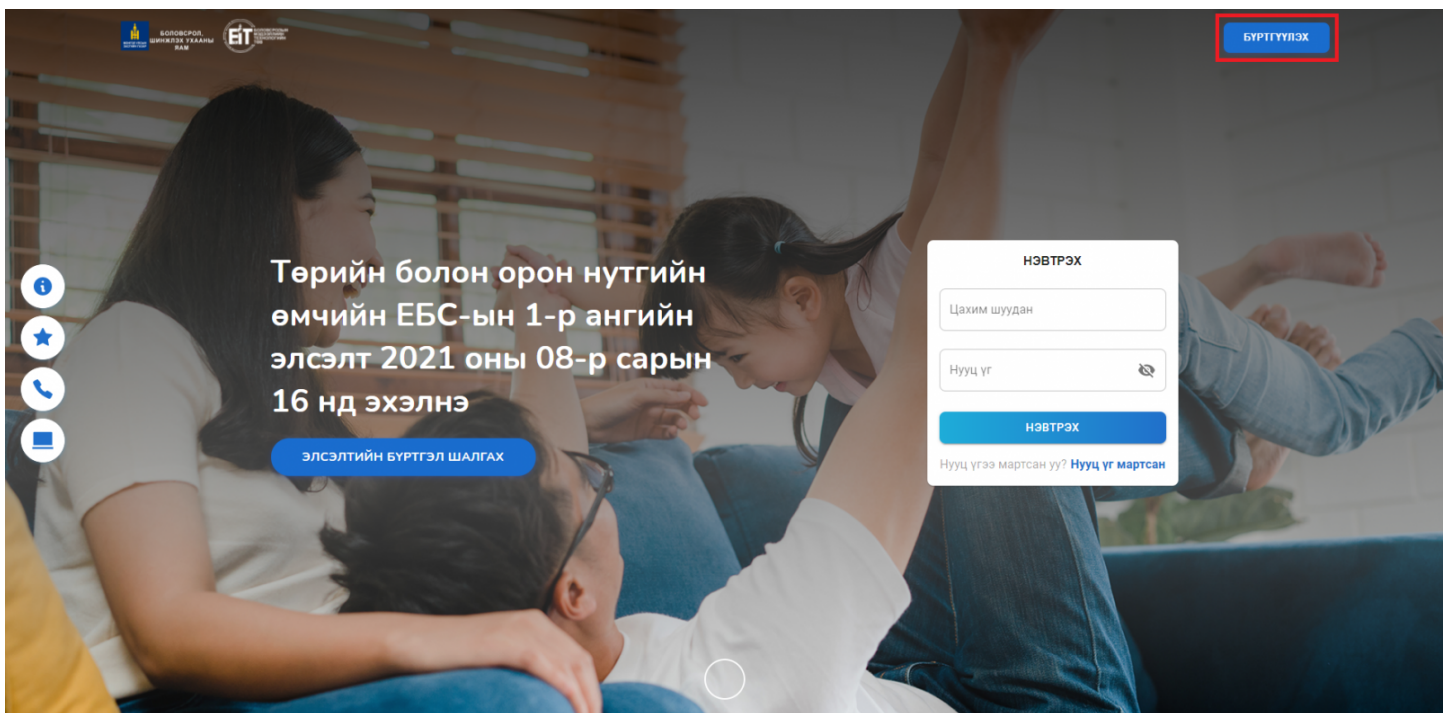 БОЛОВСРОЛ,
ШИНЖЛЭХ УХААНЫ
ЯАМ
EIT
БҮРТГҮҮЛЭХ
Төрийн болон орон нутгийн
өмчийн ЕБС-ын 1-р ангийн
элсэлт 2021 оны 08-р сарын
16 нд эхэлнэ
ЭЛСЭЛТИЙН БҮРТГЭЛ ШАЛГАХ
НЭВТРЭХ
Цахим шуудан
Нууц үг
НЭВТРЭХ
Нууц үгээ мартсан уу? Нууц үг мартсан